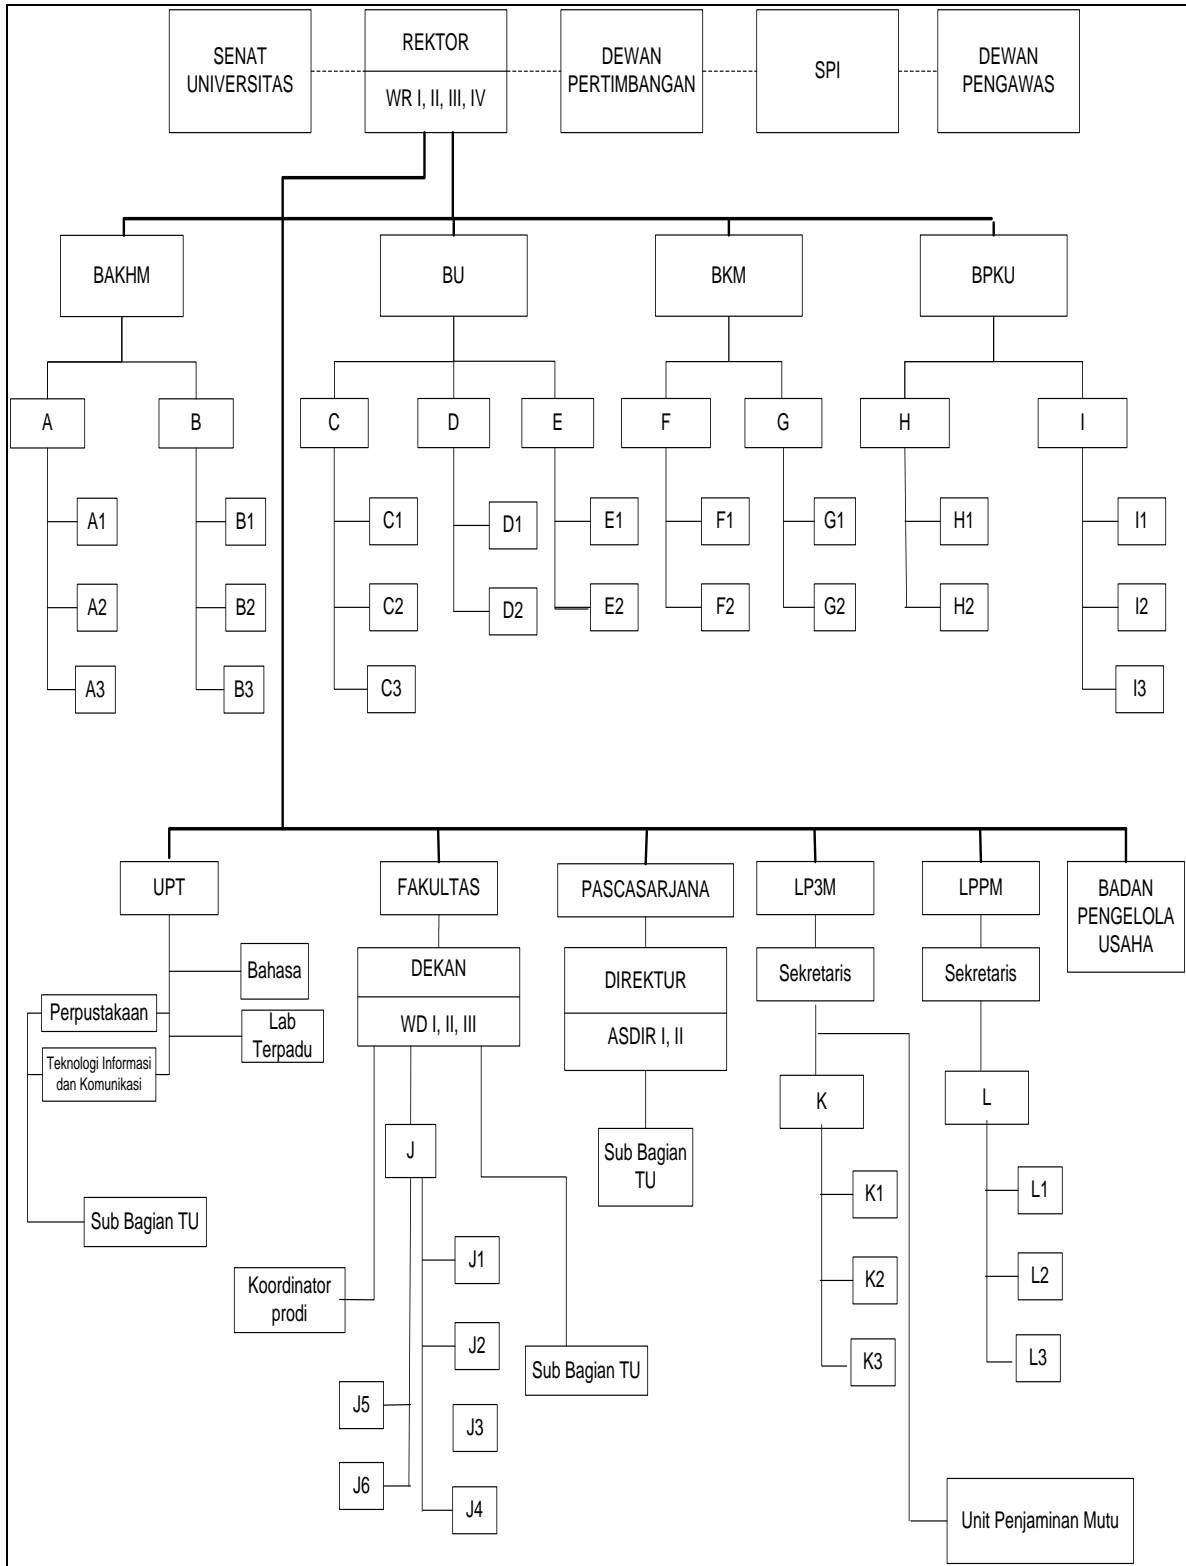 SENAT
UNIVERSITAS
REKTOR
WR I, II, III, IV
DEWAN
PERTIMBANGAN
SPI
DEWAN
PENGAWAS
BAKHM
BU
BKM
BPKU
A
B
C
D
E
F
G
H
I
A1
B1
C1
D1
E1
F1
G1
H1
I1
A2
B2
C2
D2
E2
F2
G2
H2
I2
A3
B3
C3
I3
UPT
FAKULTAS
PASCASARJANA
LP3M
LPPM
BADAN
PENGELOLA
USAHA
Bahasa
Perpustakaan
Lab
Terpadu
Teknologi Informasi
dan Komunikasi
Sub Bagian TU
DEKAN
WD I, II, III
J
J1
Koordinator
prodi
J2
Sub Bagian TU
J5
J3
J6
J4
DIREKTUR
ASDIR I, II
Sub Bagian
TU
Sekretaris
K
K1
K2
K3
Sekretaris
L
L1
L2
L3
Unit Penjaminan Mutu